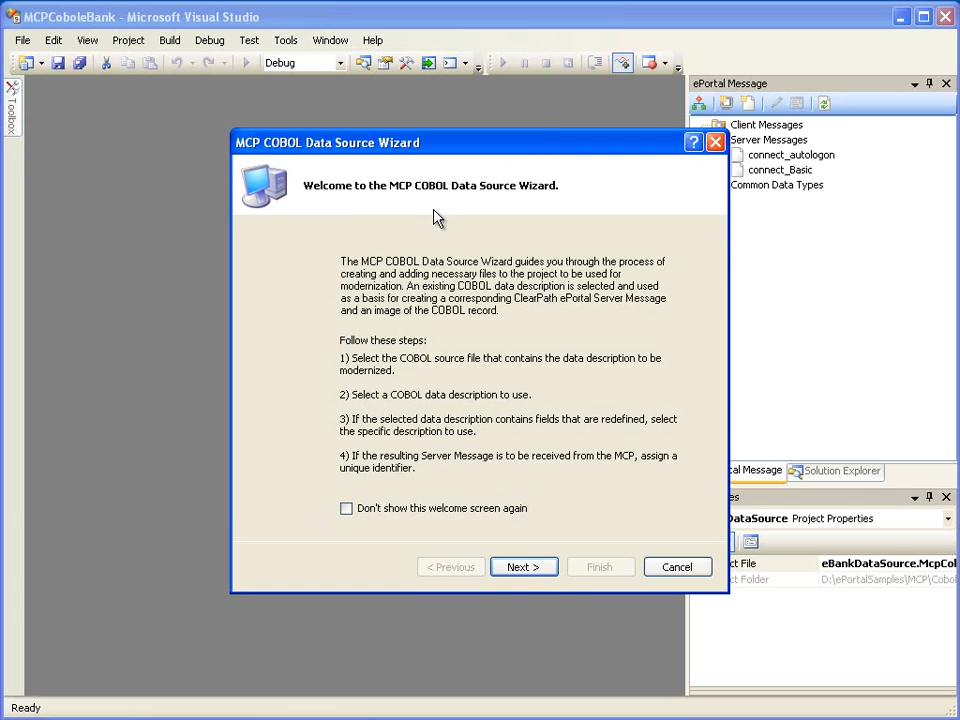 MCPCoboleBank - Microsoft Visual Studio
File Edit View Project Build Debug Test Tools Window Help
Debug
Toolbox
ePortal Message
Client Messages
Server Messages
connect_autologon
connect_Basic
Common Data Types
MCP COBOL Data Source Wizard
Welcome to the MCP COBOL Data Source Wizard.
The MCP COBOL Data Source Wizard guides you through the process of
creating and adding necessary files to the project to be used for
modernization. An existing COBOL data description is selected and used
as a basis for creating a corresponding ClearPath ePortal Server Message
and an image of the COBOL record.
Follow these steps:
1) Select the COBOL source file that contains the data description to be
modernized.
2) Select a COBOL data description to use.
3) If the selected data description contains fields that are redefined, select
the specific description to use.
4) If the resulting Server Message is to be received from the MCP, assign a
unique identifier.
Don't show this welcome screen again
< Previous Next > Finish Cancel
tal Message Solution Explorer
es
DataSource Project Properties
ct File eBankDataSource.McpCol
ct Folder D:\ePortalSamples\MCP\Cobol
Ready